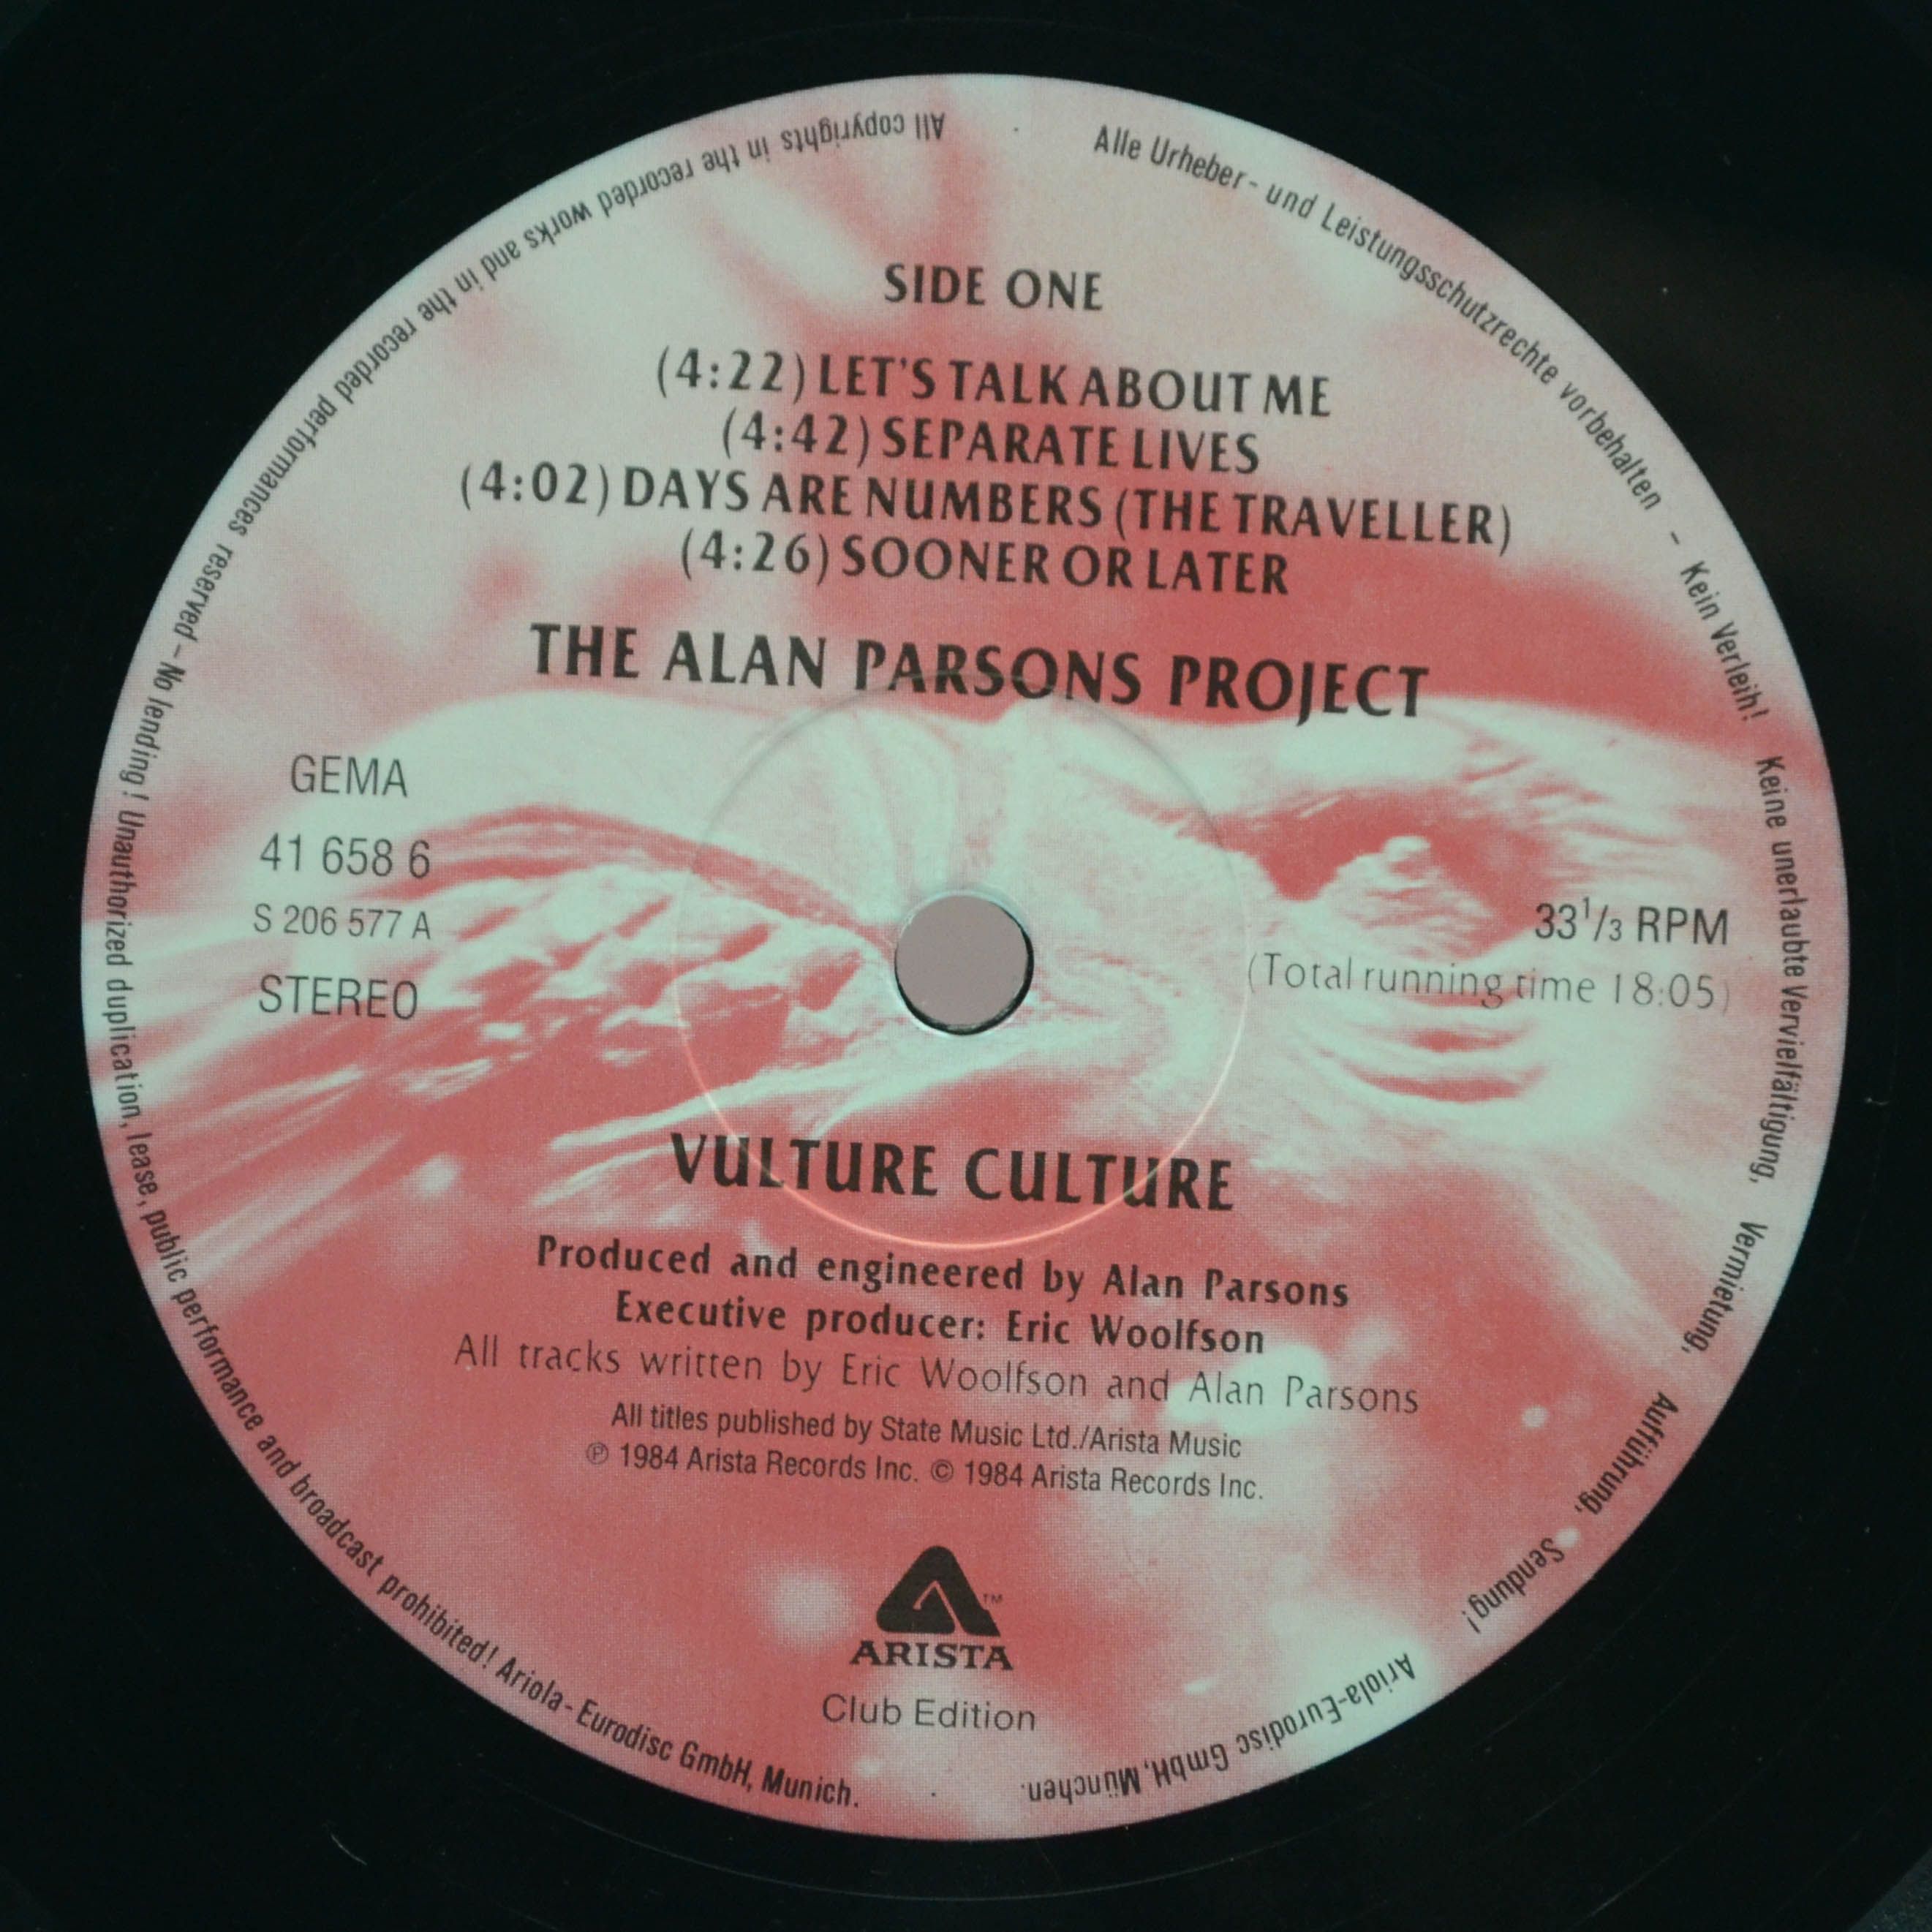 SIDE ONE
(4:22) LET'S TALK ABOUT ME
(4:42) SEPARATE LIVES
(4:02) DAYS ARE NUMBERS (THE TRAVELLER)
(4:26) SOONER OR LATER
THE ALAN PARSONS PROJECT
GEMA
41 658 6
S 206 577 A
STEREO
33 1/3 RPM
(Total running time 18:05)
VULTURE CULTURE
Produced and engineered by Alan Parsons
Executive producer: Eric Woolfson
All tracks written by Eric Woolfson and Alan Parsons
All titles published by State Music Ltd./Arista Music
℗ 1984 Arista Records Inc. © 1984 Arista Records Inc.
TM
ARISTA
Club Edition
Alle Urheber- und Leistungsschutzrechte vorbehalten – Kein Verleih! Keine unerlaubte Vervielfältigung, Vermietung, Aufführung, Sendung! Ariola-Eurodisc GmbH, München.
All copyrights in the recorded works and in the recorded performances reserved – No lending! Unauthorized duplication, lease, public performance and broadcast prohibited! Ariola-Eurodisc GmbH, Munich.